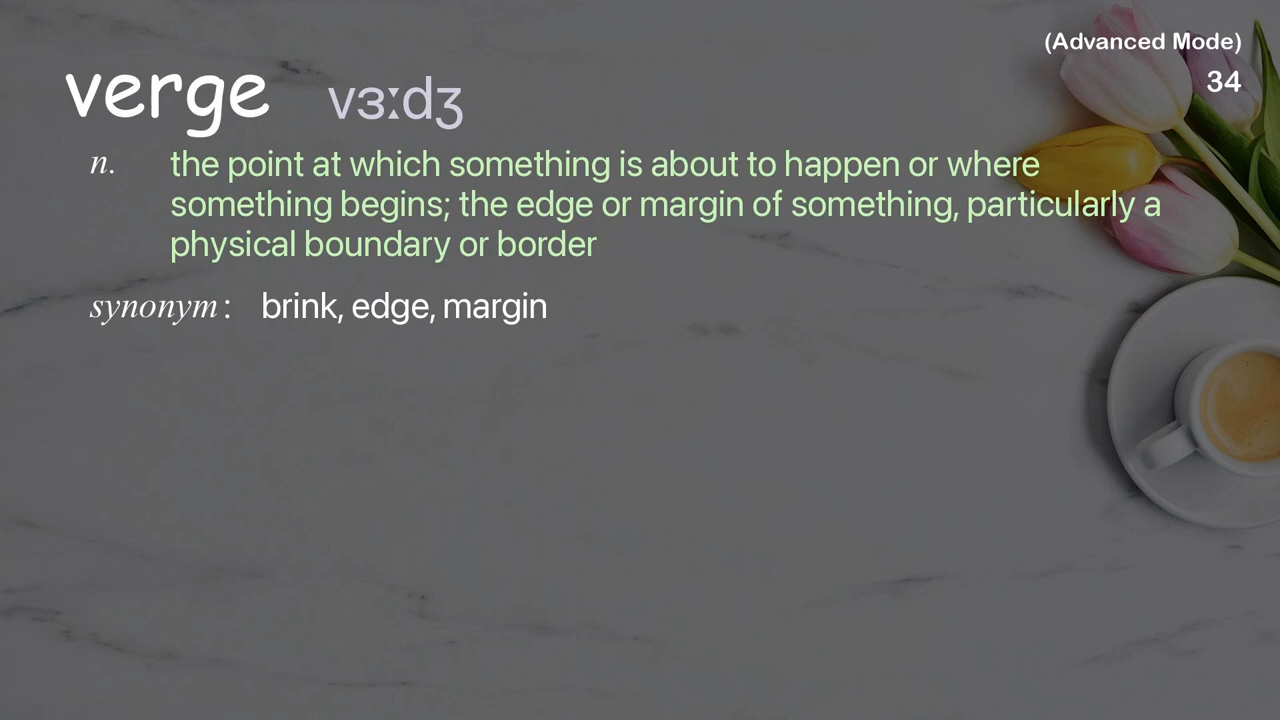 (Advanced Mode)
34
verge vɜːdʒ
n. the point at which something is about to happen or where
something begins; the edge or margin of something, particularly a
physical boundary or border
synonym: brink, edge, margin